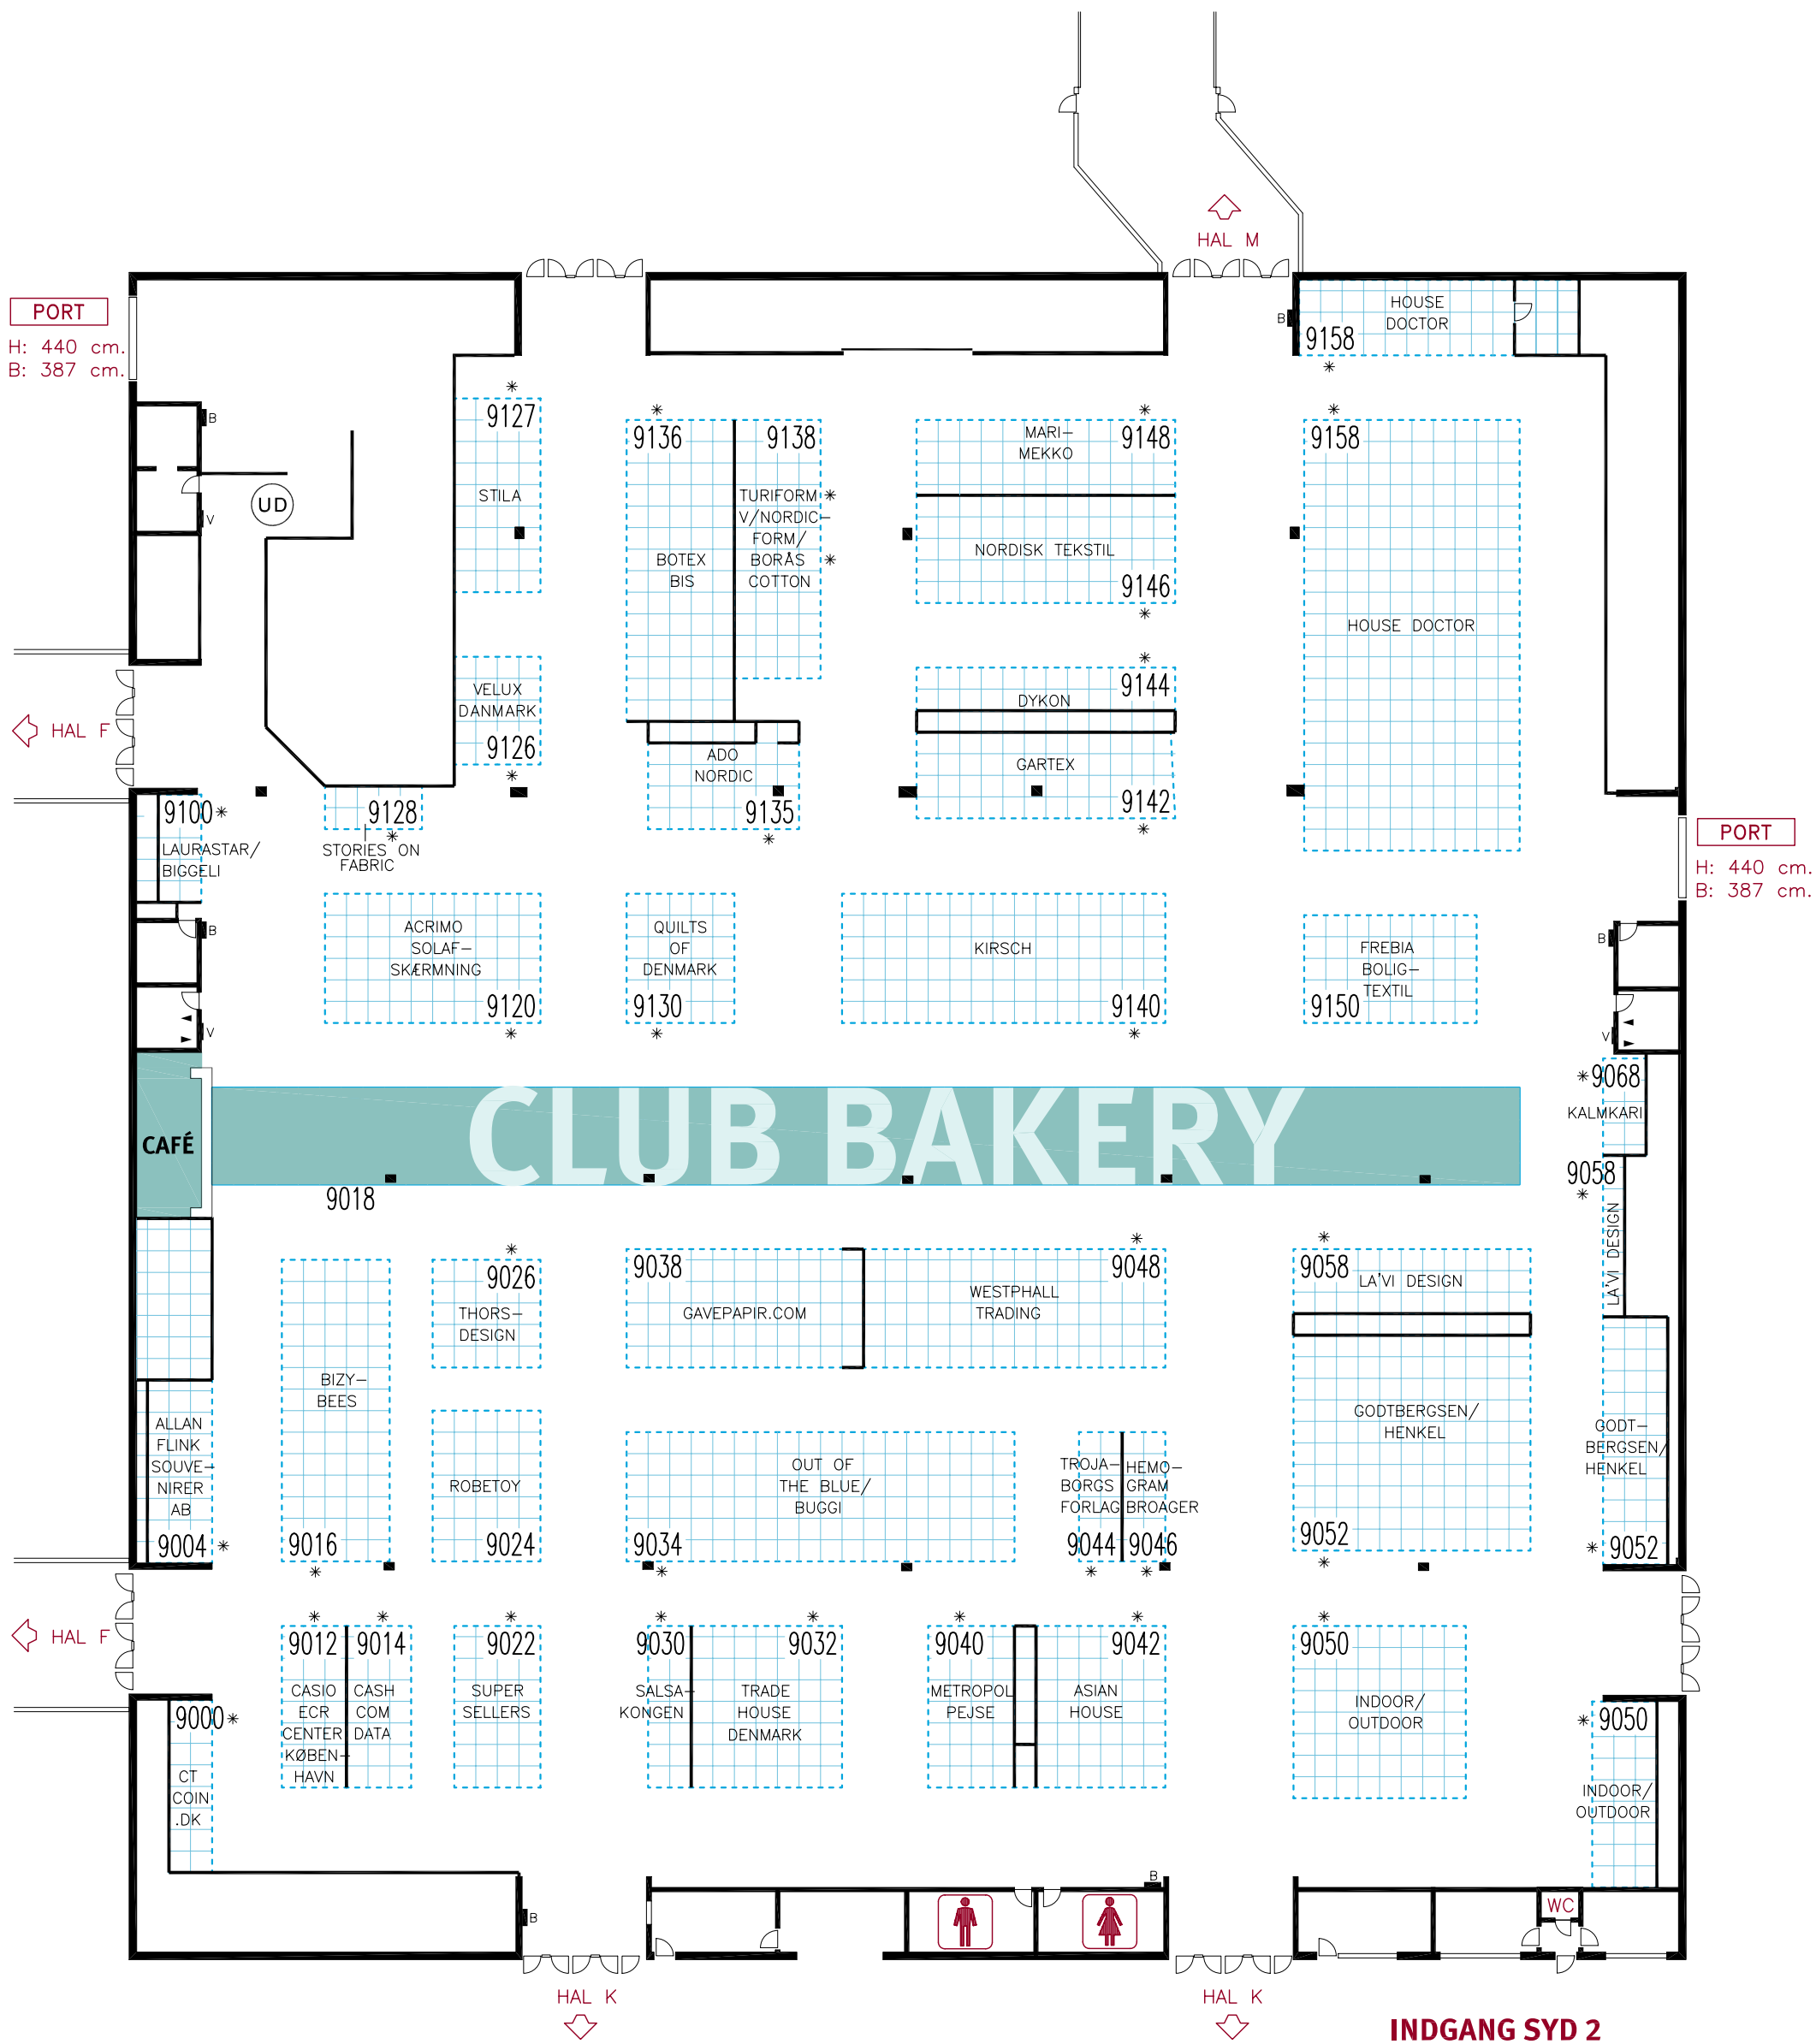 HAL M
PORT
H: 440 cm.
B: 387 cm.
HOUSE
DOCTOR
B
9158
9127
B
STILA
UD
V
9136
BOTEX
BIS
9138
TURIFORM *
V/NORDIC-
FORM/
BORÅS *
COTTON
MARI-
MEKKO
9148
NORDISK TEKSTIL
9146
9158
HOUSE DOCTOR
HAL F
VELUX
DANMARK
9126
ADO
NORDIC
9135
9144
DYKON
GARTEX
9142
9100 *
LAURASTAR/
BIGGELI
9128
STORIES ON
FABRIC
PORT
H: 440 cm.
B: 387 cm.
B
V
ACRIMO
SOLAF-
SKÆRMNING
9120
QUILTS
OF
DENMARK
9130
KIRSCH
9140
FREBIA
BOLIG-
TEXTIL
9150
B
V
CAFÉ
CLUB BAKERY
9018
* 9068
KALMKARI
9058
LA'VI DESIGN
BIZY-
BEES
9016
9026
THORS-
DESIGN
9038
GAVEPAPIR.COM
9048
WESTPHALL
TRADING
9058
LA'VI DESIGN
ALLAN
FLINK
SOUVE-
NIRER
AB
9004 *
ROBETOY
9024
OUT OF
THE BLUE/
BUGGI
9034
TROJA-
BORGS
FORLAG
9044
HEMO-
GRAM
BROAGER
9046
GODTBERGSEN/
HENKEL
9052
GODT-
BERGSEN/
HENKEL
9052
HAL F
9012
CASIO
ECR
CENTER
KØBEN-
HAVN
9014
CASH
COM
DATA
9022
SUPER
SELLERS
9030
SALSA-
KONGEN
9032
TRADE
HOUSE
DENMARK
9040
METROPOL
PEJSE
9042
ASIAN
HOUSE
9050
INDOOR/
OUTDOOR
* 9050
INDOOR/
OUTDOOR
9000 *
CT
COIN
.DK
B
B
WC
HAL K
HAL K
INDGANG SYD 2